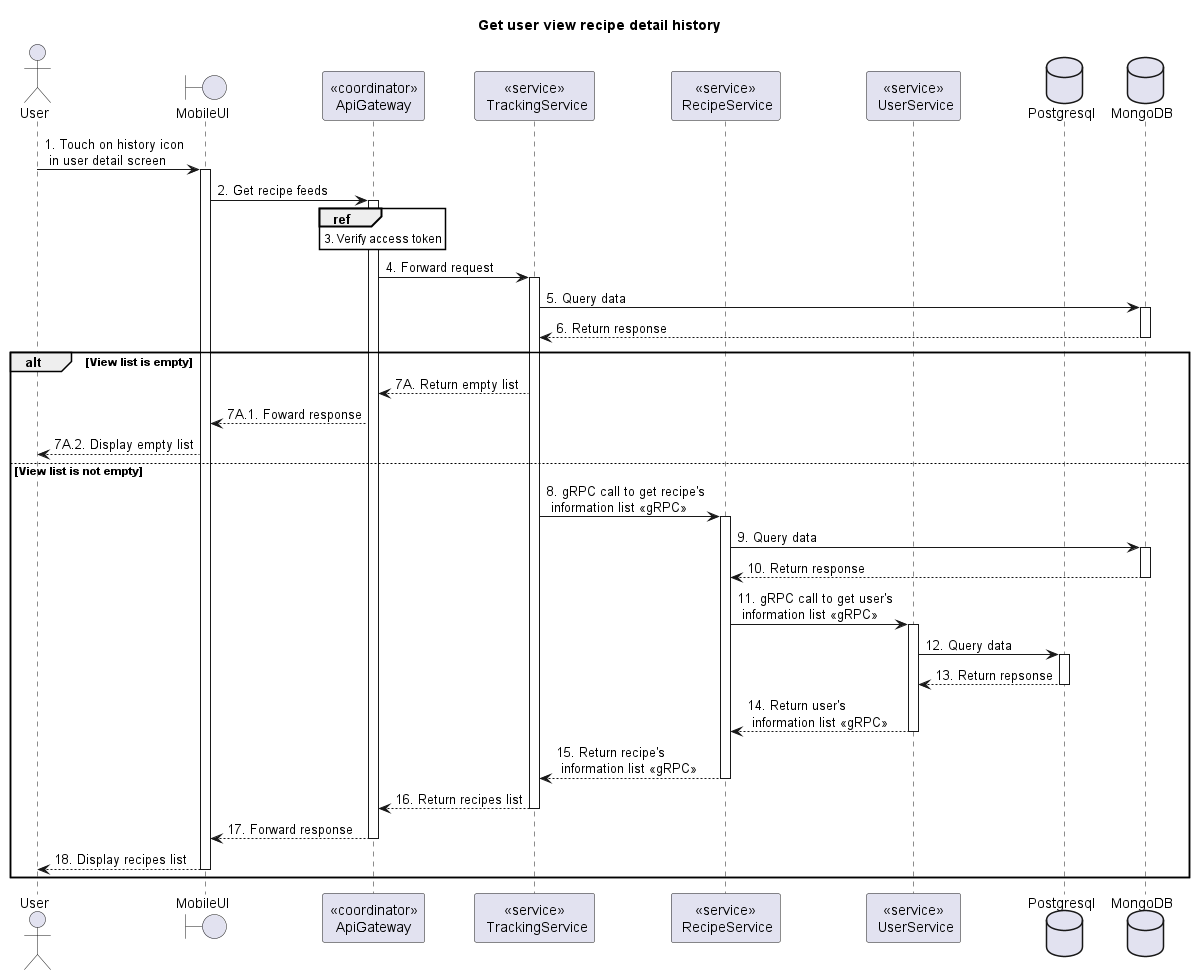 Get user view recipe detail history
User
MobileUI
«coordinator»
ApiGateway
«service»
TrackingService
«service»
RecipeService
«service»
UserService
Postgresql
MongoDB
1. Touch on history icon
in user detail screen
2. Get recipe feeds
ref
3. Verify access token
4. Forward request
5. Query data
6. Return response
alt
[View list is empty]
7A. Return empty list
7A.1. Foward response
7A.2. Display empty list
[View list is not empty]
8. gRPC call to get recipe's
information list «gRPC»
9. Query data
10. Return response
11. gRPC call to get user's
information list «gRPC»
12. Query data
13. Return repsonse
14. Return user's
information list «gRPC»
15. Return recipe's
information list «gRPC»
16. Return recipes list
17. Forward response
18. Display recipes list
User
MobileUI
«coordinator»
ApiGateway
«service»
TrackingService
«service»
RecipeService
«service»
UserService
Postgresql
MongoDB